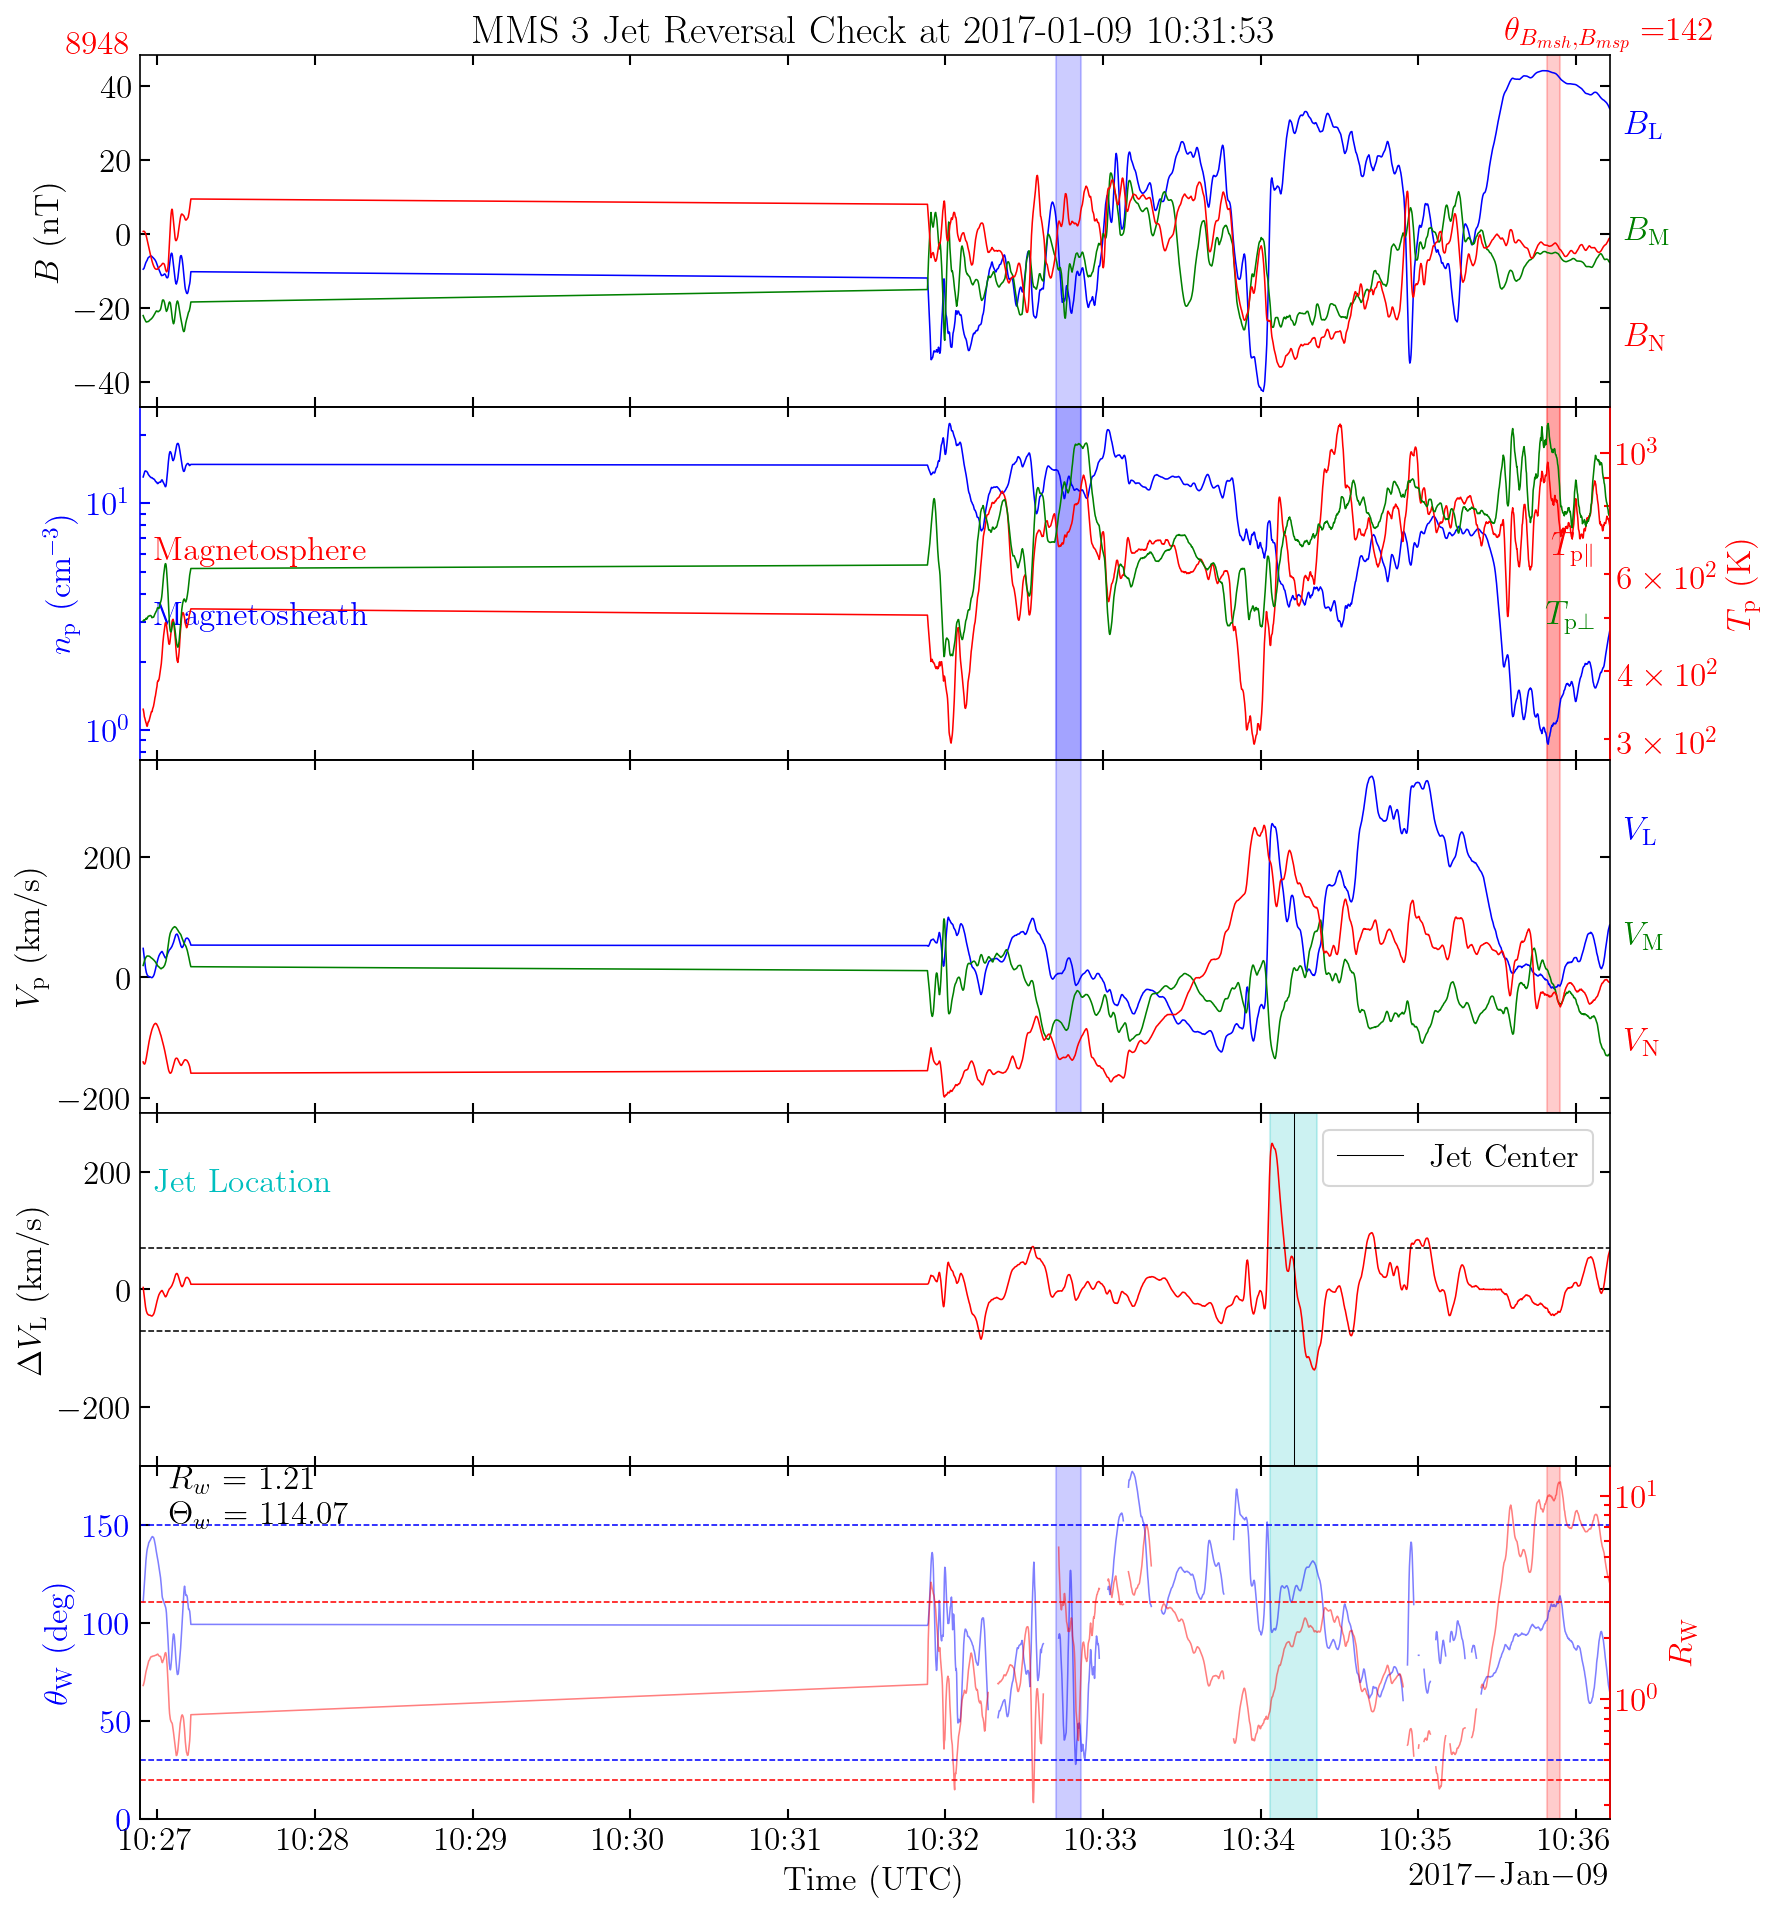 MMS 3 Jet Reversal Check at 2017-01-09 10:31:53
8948
θ_{B_{msh},B_{msp}} =142
40
20
0
−20
−40
B (nT)
B_L
B_M
B_N
10^1
10^0
n_p (cm^{−3})
Magnetosphere
Magnetosheath
10^3
6 × 10^2
4 × 10^2
3 × 10^2
T_{p∥}
T_{p⊥}
T_p (K)
200
0
−200
V_p (km/s)
V_L
V_M
V_N
200
0
−200
ΔV_L (km/s)
Jet Location
Jet Center
R_w = 1.21
Θ_w = 114.07
150
100
50
0
θ_W (deg)
10^1
10^0
R_W
10:27 10:28 10:29 10:30 10:31 10:32 10:33 10:34 10:35 10:36
Time (UTC)
2017−Jan−09